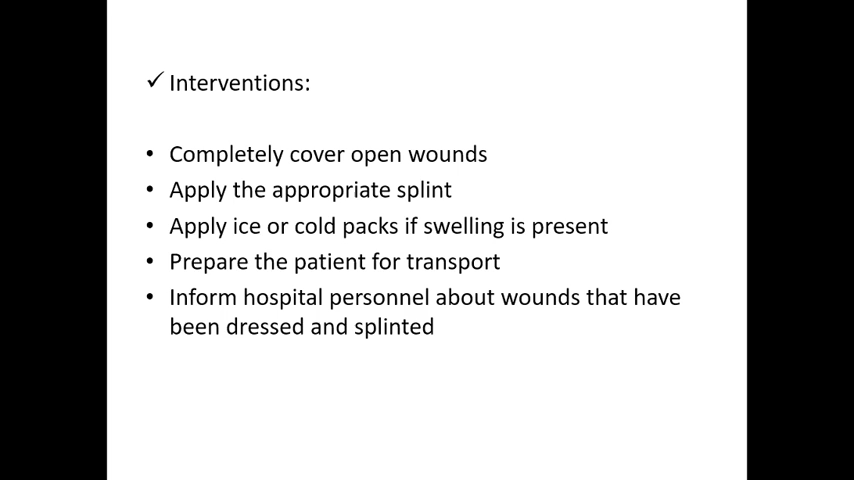 ✓ Interventions:
• Completely cover open wounds
• Apply the appropriate splint
• Apply ice or cold packs if swelling is present
• Prepare the patient for transport
• Inform hospital personnel about wounds that have
been dressed and splinted